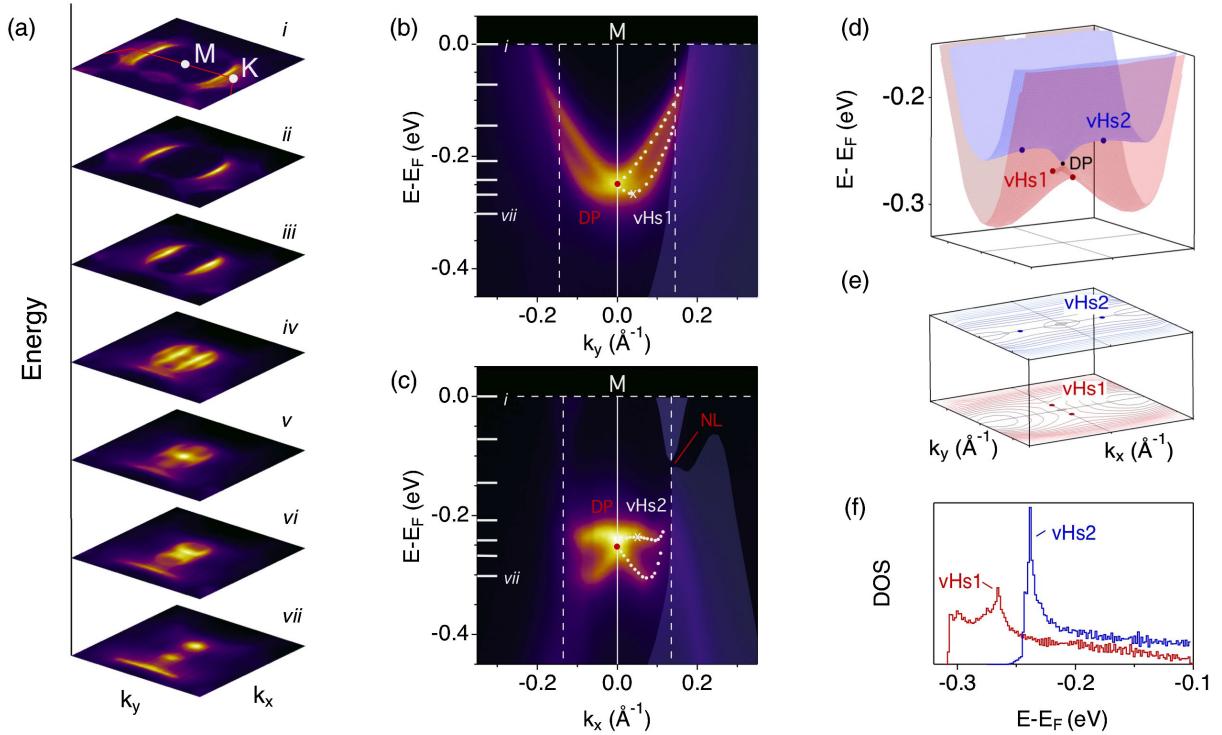 (a)
Energy
i
M
K
ii
iii
iv
v
vi
vii
k_y
k_x
(b)
M
0.0
i
-0.2
E-E_F (eV)
DP
vHs1
vii
-0.4
-0.2
0.0
0.2
k_y (Å⁻¹)
(c)
M
0.0
i
NL
-0.2
E-E_F (eV)
DP
vHs2
vii
-0.4
-0.2
0.0
0.2
k_x (Å⁻¹)
(d)
-0.2
E- E_F (eV)
vHs2
DP
vHs1
-0.3
(e)
vHs2
vHs1
k_y (Å⁻¹)
k_x (Å⁻¹)
(f)
vHs2
vHs1
DOS
-0.3
-0.2
-0.1
E-E_F (eV)